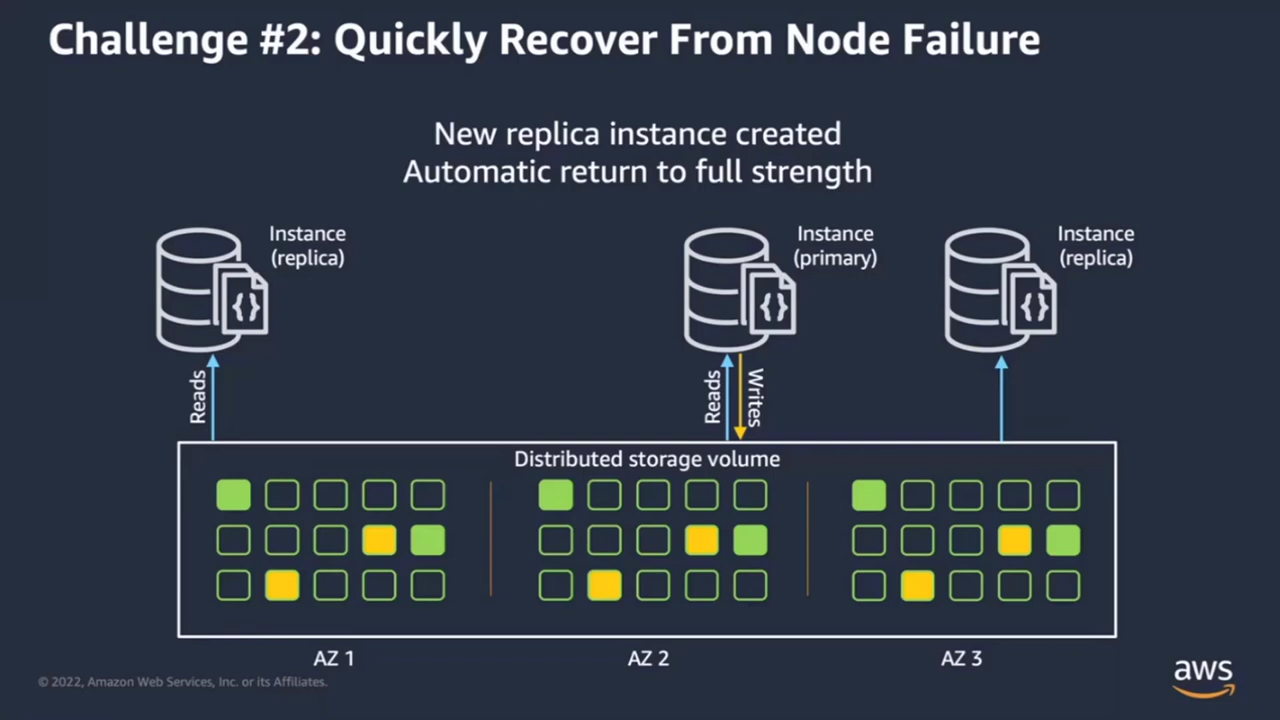 Challenge #2: Quickly Recover From Node Failure
New replica instance created
Automatic return to full strength
Instance
(replica)
Instance
(primary)
Instance
(replica)
{}
{}
{}
Reads
Reads
Writes
Distributed storage volume
AZ 1
AZ 2
AZ 3
© 2022, Amazon Web Services, Inc. or its Affiliates.
aws